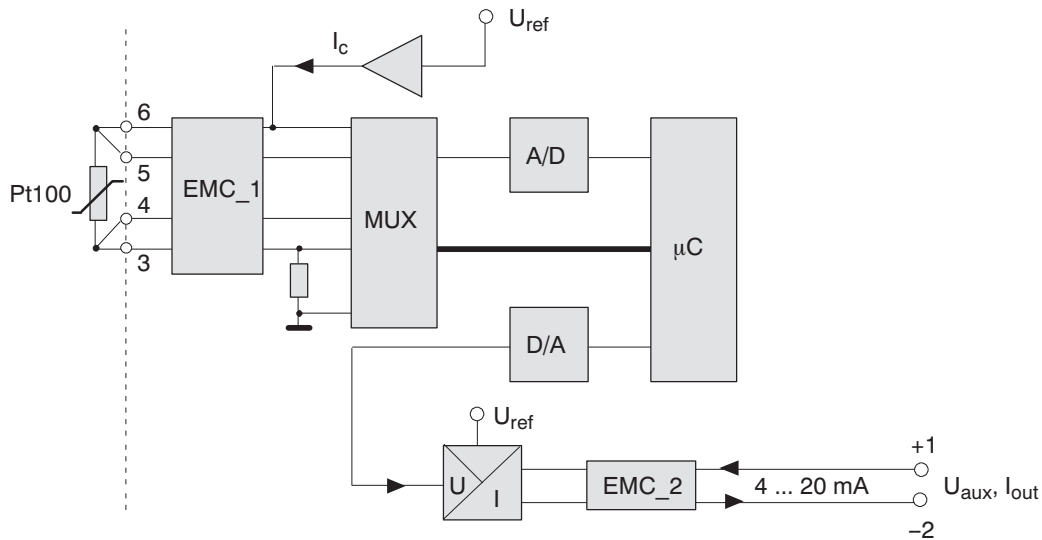 U_ref
I_c
6
5
EMC_1
A/D
Pt100
4
MUX
3
μC
D/A
U_ref
+1
U
I
EMC_2
4 ... 20 mA
U_aux, I_out
−2